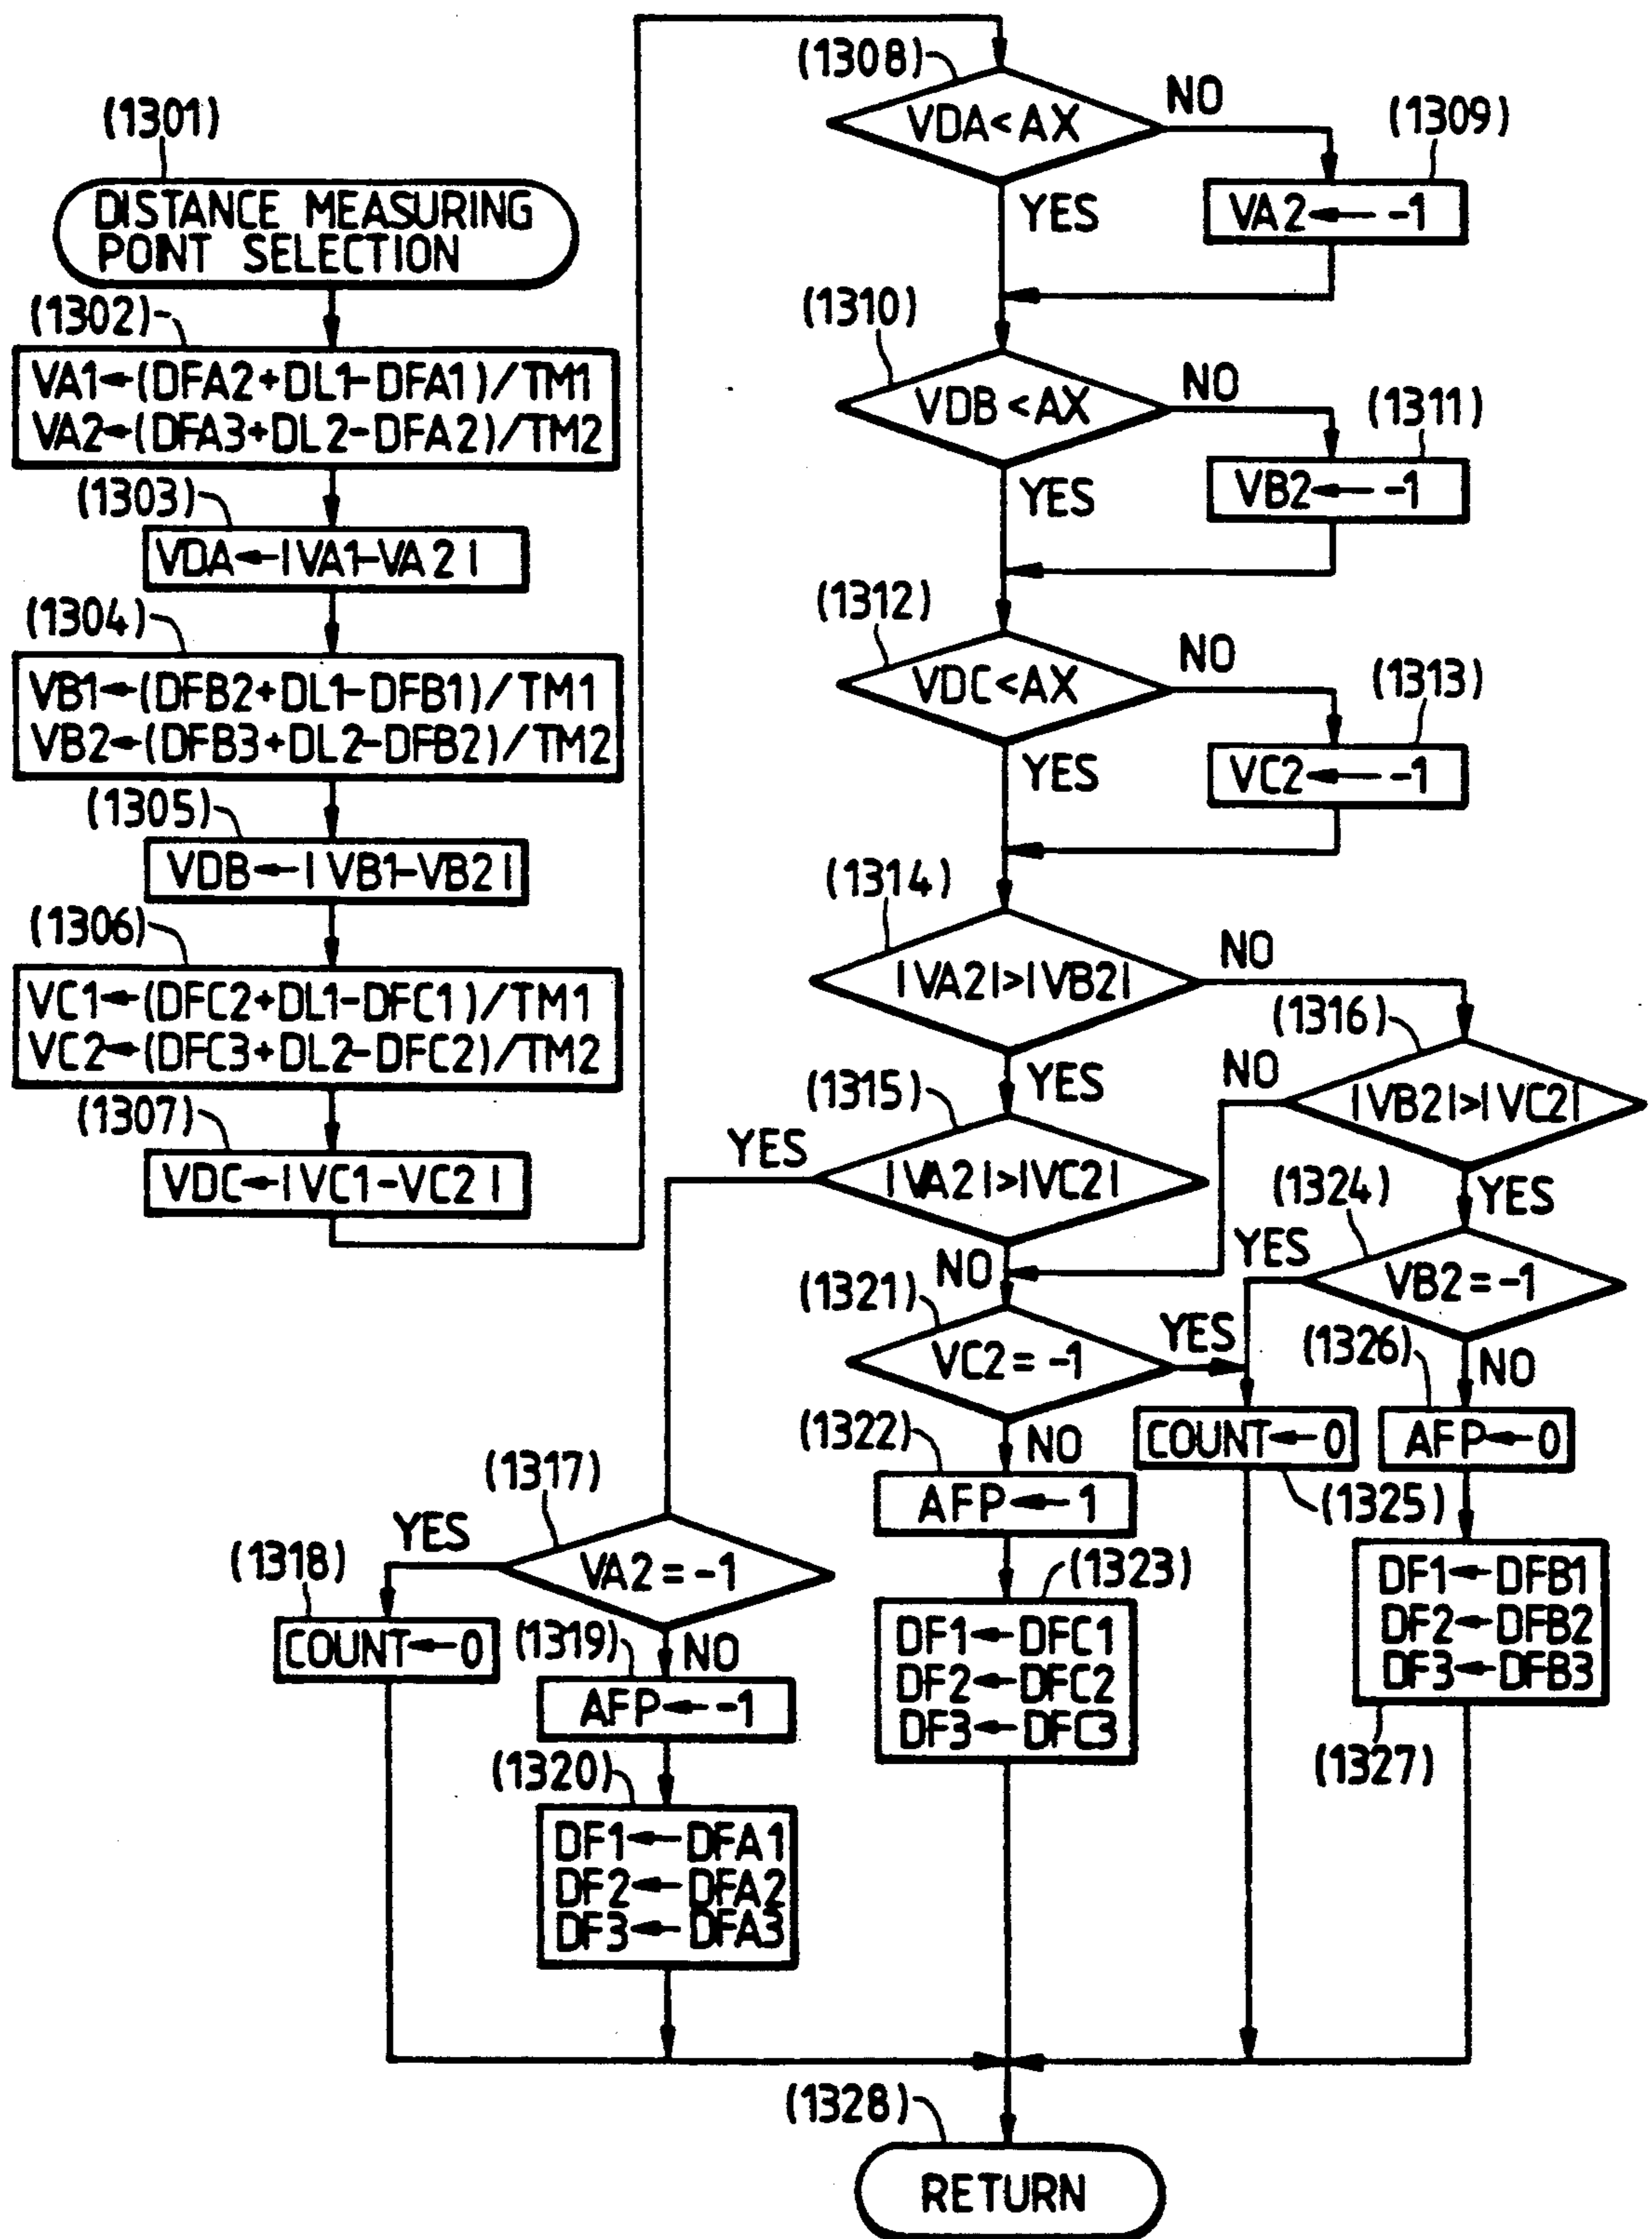 (1301)
DISTANCE MEASURING
POINT SELECTION
(1302)
VA1←(DFA2+DL1-DFA1)/TM1
VA2←(DFA3+DL2-DFA2)/TM2
(1303)
VDA←|VA1-VA2|
(1304)
VB1←(DFB2+DL1-DFB1)/TM1
VB2←(DFB3+DL2-DFB2)/TM2
(1305)
VDB←|VB1-VB2|
(1306)
VC1←(DFC2+DL1-DFC1)/TM1
VC2←(DFC3+DL2-DFC2)/TM2
(1307)
VDC←|VC1-VC2|
(1308)
VDA<AX
NO
YES
(1309)
VA2←-1
(1310)
VDB<AX
NO
YES
(1311)
VB2←-1
(1312)
VDC<AX
NO
YES
(1313)
VC2←-1
(1314)
|VA2|>|VB2|
NO
YES
(1315)
|VA2|>|VC2|
YES
NO
(1316)
|VB2|>|VC2|
NO
YES
(1317)
VA2=-1
YES
NO
(1318)
COUNT←0
(1319)
AFP←-1
(1320)
DF1←DFA1
DF2←DFA2
DF3←DFA3
(1321)
VC2=-1
YES
NO
(1322)
AFP←1
(1323)
DF1←DFC1
DF2←DFC2
DF3←DFC3
(1324)
VB2=-1
YES
NO
COUNT←0
(1325)
(1326)
AFP←0
DF1←DFB1
DF2←DFB2
DF3←DFB3
(1327)
(1328)
RETURN